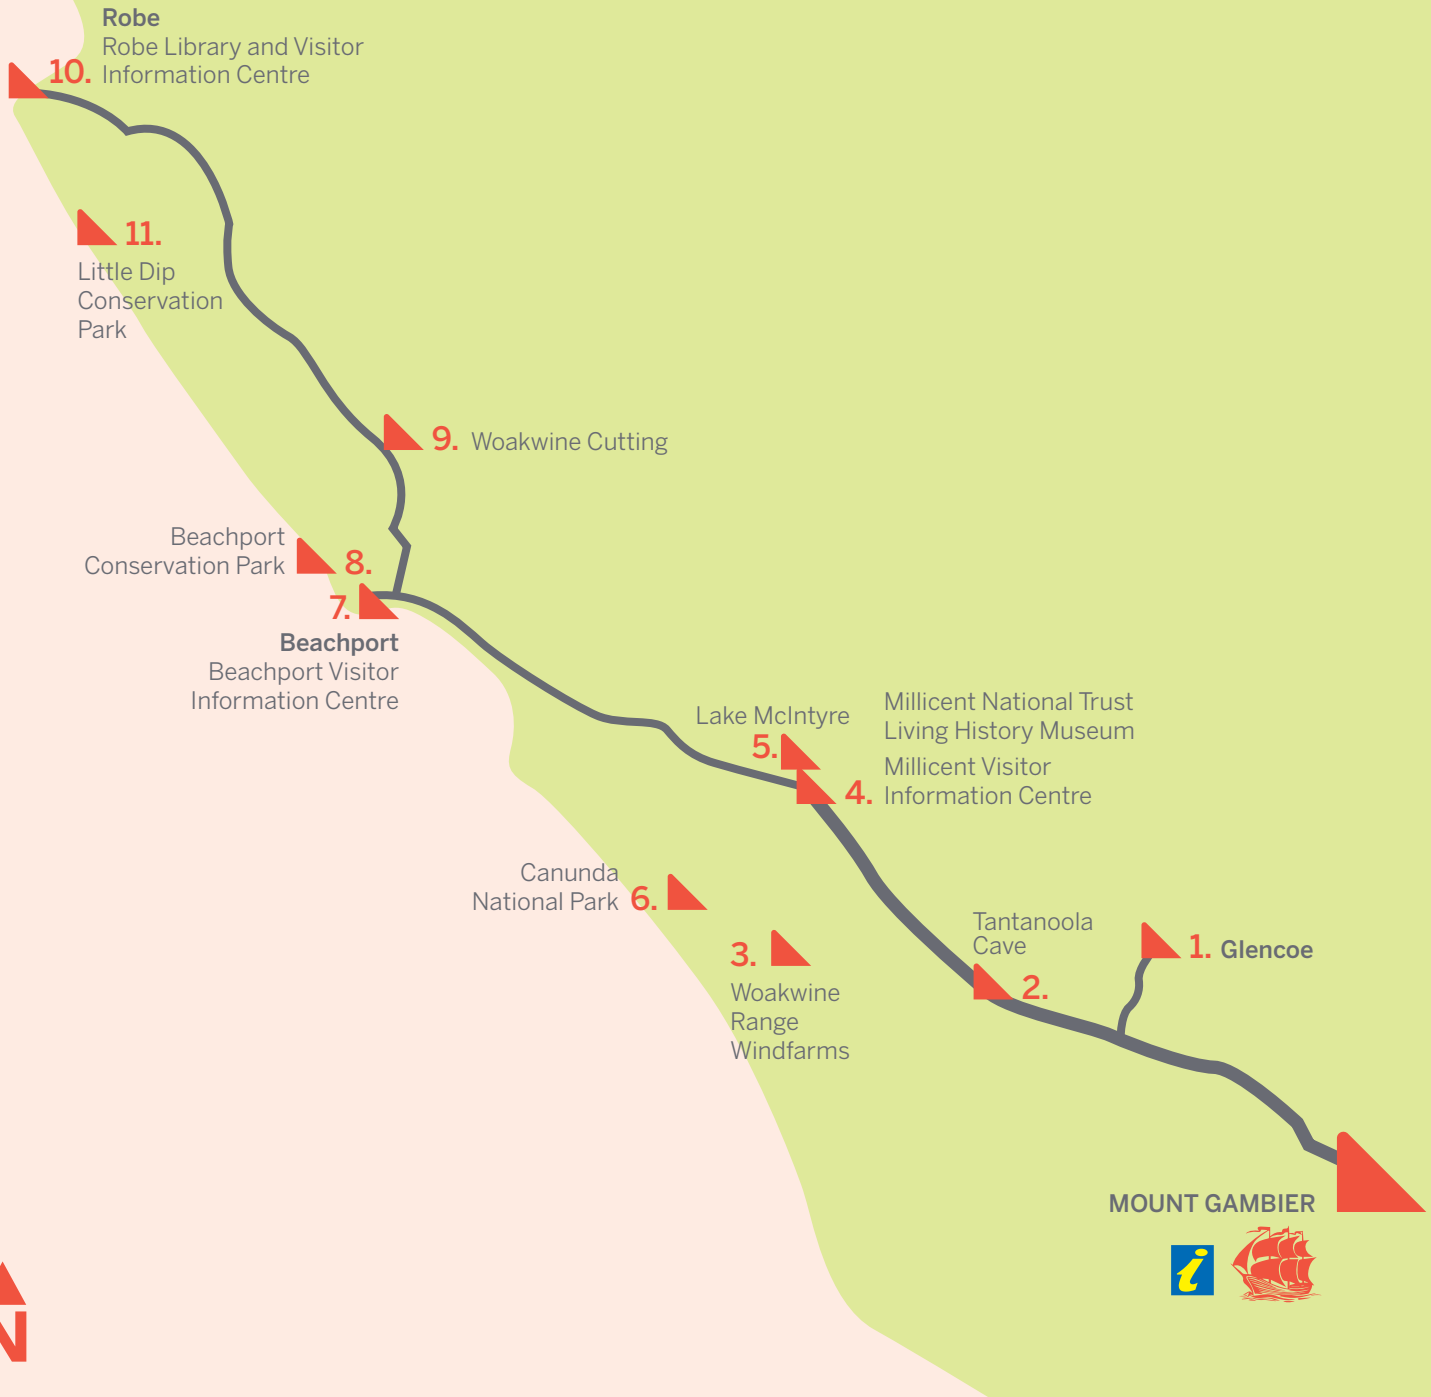 Robe
Robe Library and Visitor
10. Information Centre
11.
Little Dip
Conservation
Park
9. Woakwine Cutting
Beachport
Conservation Park 8.
7.
Beachport
Beachport Visitor
Information Centre
Lake McIntyre
5.
Millicent National Trust
Living History Museum
Millicent Visitor
4. Information Centre
Canunda
National Park 6.
3.
Woakwine
Range
Windfarms
Tantanoola
Cave
2.
1. Glencoe
MOUNT GAMBIER
i
N